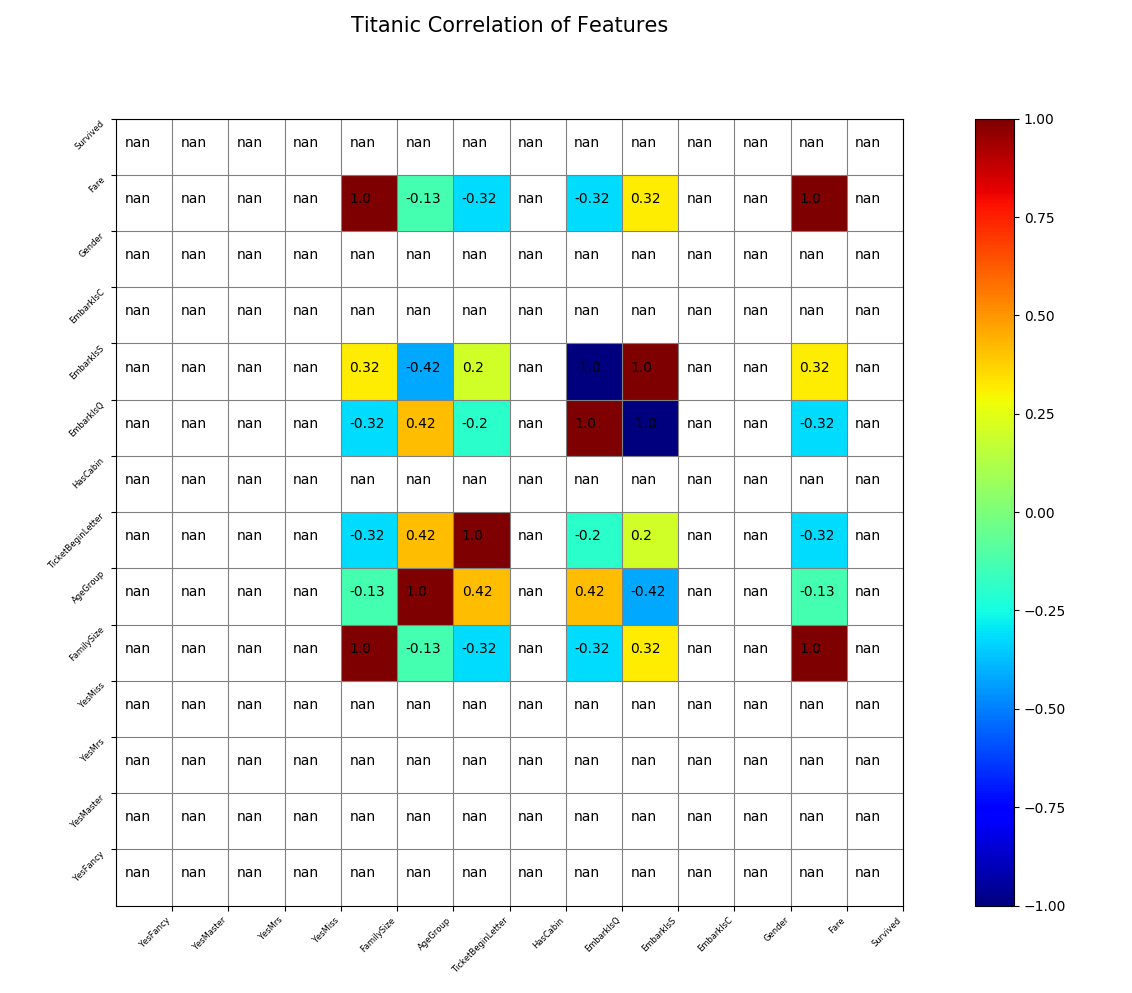 Titanic Correlation of Features
Survived nan nan nan nan nan nan nan nan nan nan nan nan nan nan
Fare nan nan nan nan 1.0 -0.13 -0.32 nan -0.32 0.32 nan nan 1.0 nan
Gender nan nan nan nan nan nan nan nan nan nan nan nan nan nan
EmbarkIsC nan nan nan nan nan nan nan nan nan nan nan nan nan nan
EmbarkIsS nan nan nan nan 0.32 -0.42 0.2 nan -1.0 1.0 nan nan 0.32 nan
EmbarkIsQ nan nan nan nan -0.32 0.42 -0.2 nan 1.0 -1.0 nan nan -0.32 nan
HasCabin nan nan nan nan nan nan nan nan nan nan nan nan nan nan
TicketBeginLetter nan nan nan nan -0.32 0.42 1.0 nan -0.2 0.2 nan nan -0.32 nan
AgeGroup nan nan nan nan -0.13 1.0 0.42 nan 0.42 -0.42 nan nan -0.13 nan
FamilySize nan nan nan nan 1.0 -0.13 -0.32 nan -0.32 0.32 nan nan 1.0 nan
YesMiss nan nan nan nan nan nan nan nan nan nan nan nan nan nan
YesMrs nan nan nan nan nan nan nan nan nan nan nan nan nan nan
YesMaster nan nan nan nan nan nan nan nan nan nan nan nan nan nan
YesFancy nan nan nan nan nan nan nan nan nan nan nan nan nan nan
YesFancy YesMaster YesMrs YesMiss FamilySize AgeGroup TicketBeginLetter HasCabin EmbarkIsQ EmbarkIsS EmbarkIsC Gender Fare Survived
1.00
0.75
0.50
0.25
0.00
−0.25
−0.50
−0.75
−1.00